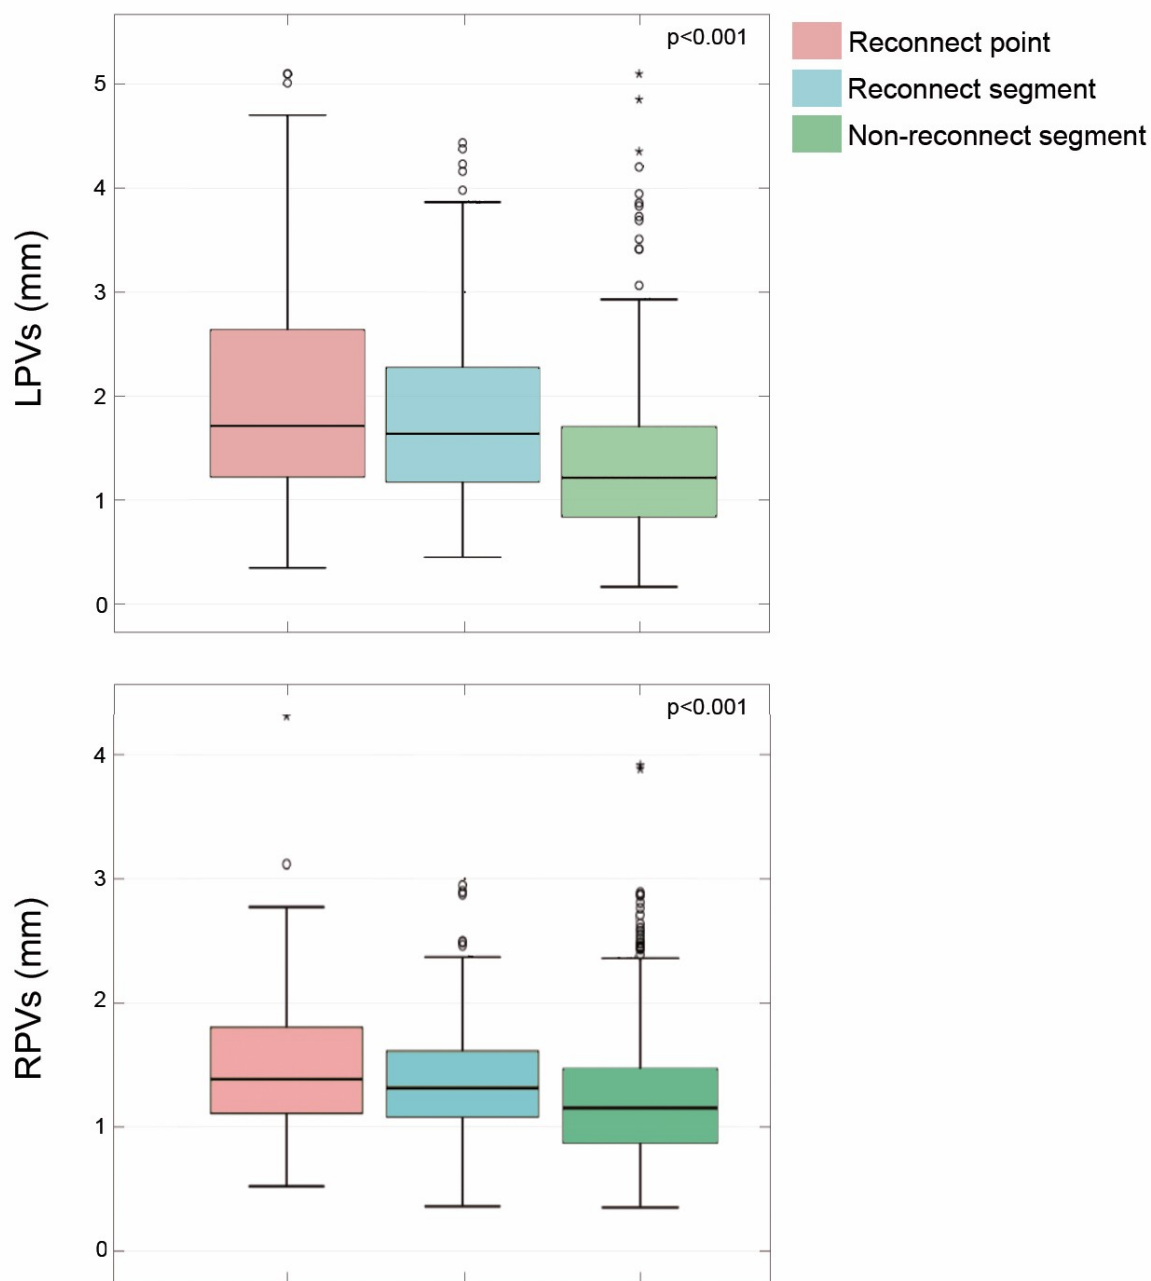 p<0.001
Reconnect point
Reconnect segment
Non-reconnect segment
LPVs (mm)
5
4
3
2
1
0
p<0.001
RPVs (mm)
4
3
2
1
0